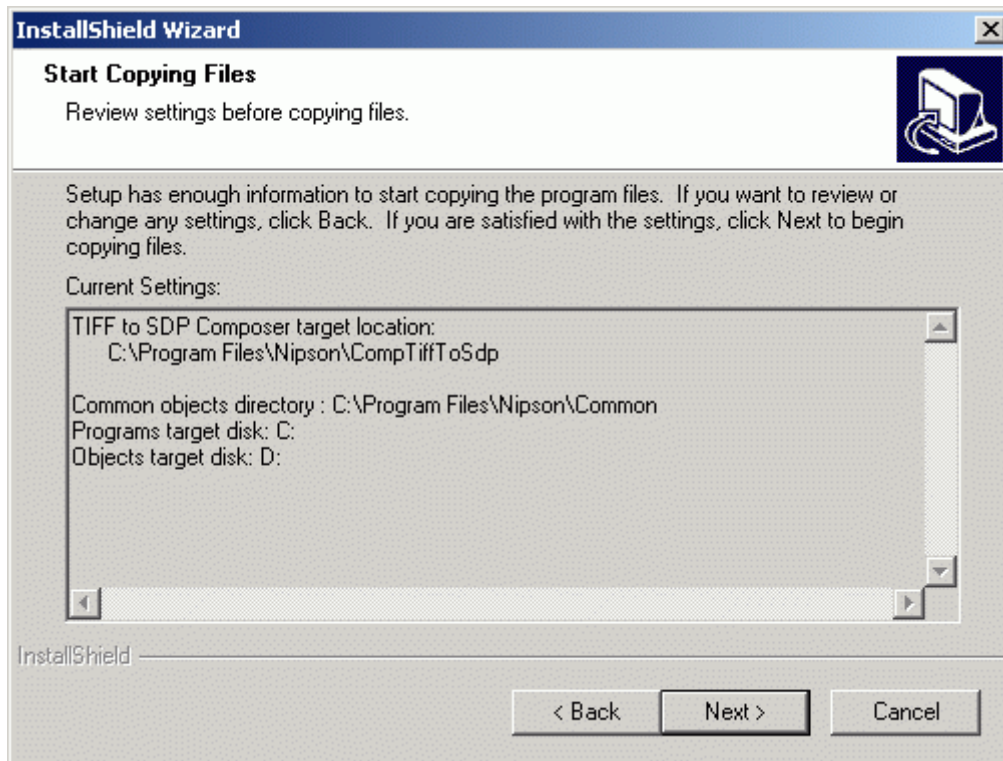 InstallShield Wizard
Start Copying Files
Review settings before copying files.
Setup has enough information to start copying the program files.  If you want to review or
change any settings, click Back.  If you are satisfied with the settings, click Next to begin
copying files.
Current Settings:
TIFF to SDP Composer target location:
C:\Program Files\Nipson\CompTiffToSdp
Common objects directory : C:\Program Files\Nipson\Common
Programs target disk: C:
Objects target disk: D:
InstallShield
< Back Next > Cancel